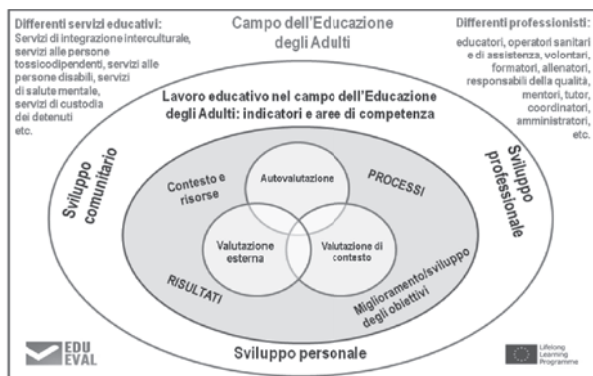 Differenti servizi educativi:
Servizi di integrazione interculturale,
servizi alle persone
tossicodipendenti, servizi alle
persone disabili, servizi
di salute mentale,
servizi di custodia
dei detenuti
etc.
Campo dell'Educazione
degli Adulti
Differenti professionisti:
educatori, operatori sanitari
e di assistenza, volontari,
formatori, allenatori,
responsabili della qualità,
mentori, tutor,
coordinatori,
amministratori,
etc.
Lavoro educativo nel campo dell'Educazione
degli Adulti: indicatori e aree di competenza
Sviluppo
comunitario
Sviluppo
professionale
Contesto e
risorse
Autovalutazione
PROCESSI
Valutazione
esterna
Valutazione di
contesto
RISULTATI
Miglioramento/sviluppo
degli obiettivi
Sviluppo personale
EDU
EVAL
Lifelong
Learning
Programme